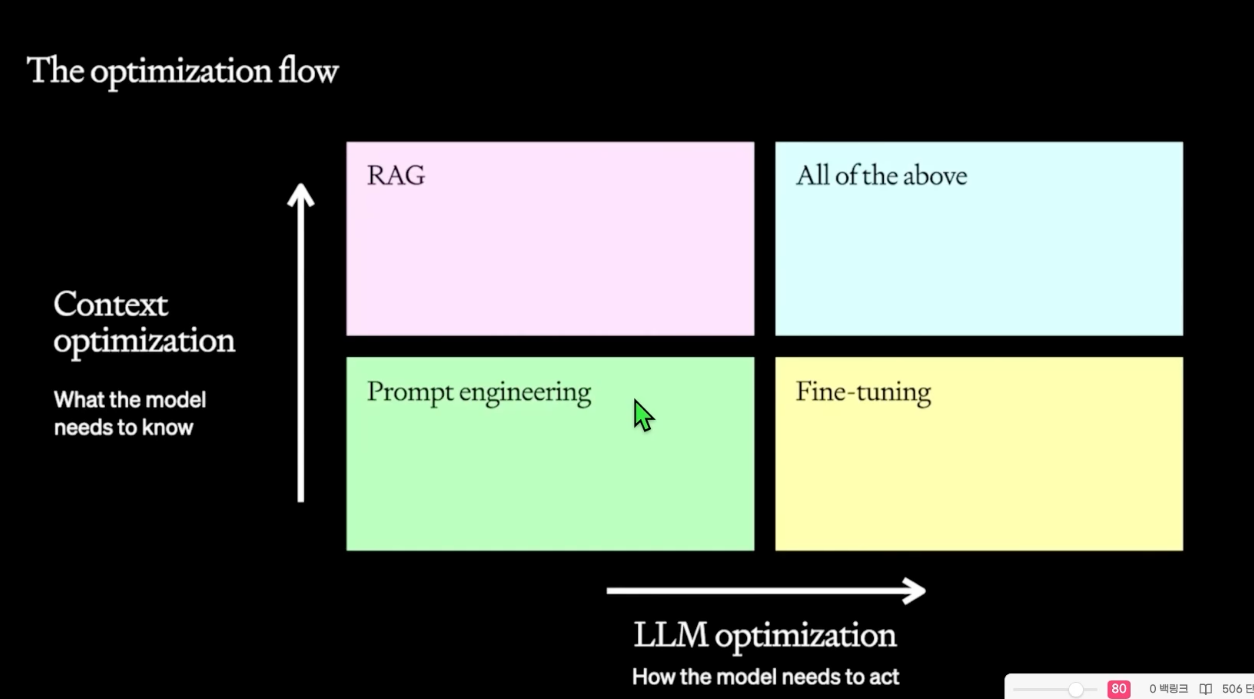 The optimization flow
RAG
All of the above
Context
optimization
What the model
needs to know
Prompt engineering
Fine-tuning
LLM optimization
How the model needs to act
80
0 백링크
506 단